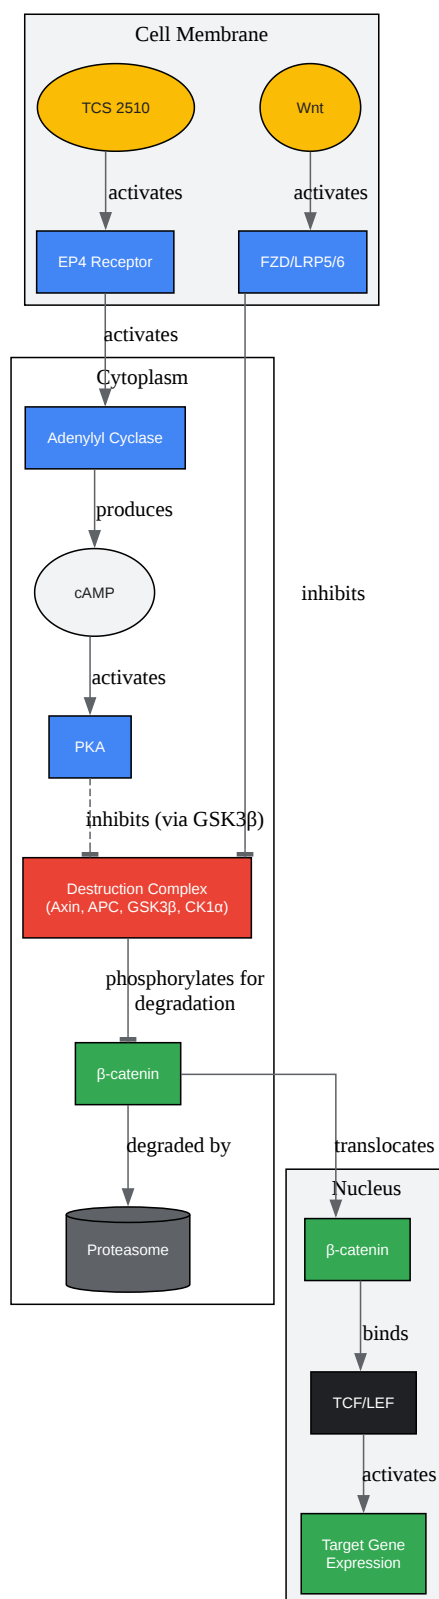 Cell Membrane
TCS 2510
Wnt
activates
activates
EP4 Receptor
FZD/LRP5/6
activates
Cytoplasm
Adenylyl Cyclase
produces
cAMP
inhibits
activates
PKA
inhibits (via GSK3β)
Destruction Complex
(Axin, APC, GSK3β, CK1α)
phosphorylates for
degradation
β-catenin
degraded by
translocates
Nucleus
Proteasome
β-catenin
binds
TCF/LEF
activates
Target Gene
Expression